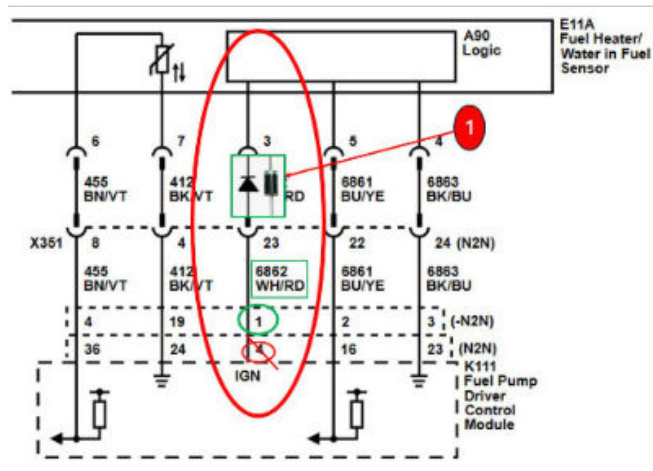 E11A
Fuel Heater/
Water in Fuel
Sensor
A90
Logic
1
6 7 3 5 4
455 412 6861 6863
BN/VT BK/VT RD BU/YE BK/BU
X351 8 4 23 22 24 (N2N)
455 412 6862 6861 6863
BN/VT BK/VT WH/RD BU/YE BK/BU
4 19 1 2 3 (-N2N)
36 24 4 16 23 (N2N)
IGN
K111
Fuel Pump
Driver
Control
Module